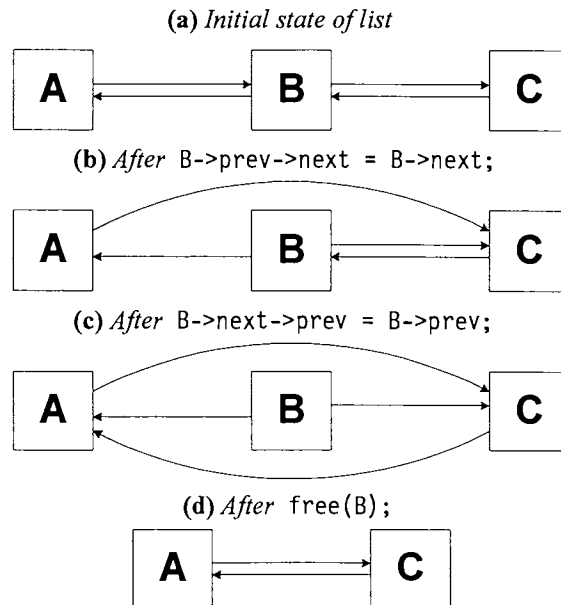 (a) Initial state of list
A B C
(b) After B->prev->next = B->next;
A B C
(c) After B->next->prev = B->prev;
A B C
(d) After free(B);
A C